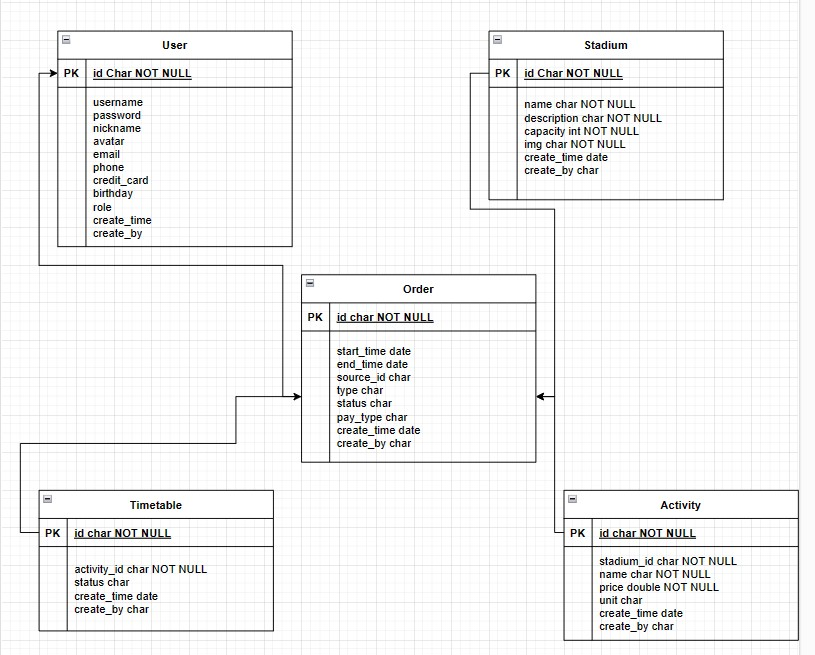 User
PK id Char NOT NULL
username
password
nickname
avatar
email
phone
credit_card
birthday
role
create_time
create_by
Stadium
PK id Char NOT NULL
name char NOT NULL
description char NOT NULL
capacity int NOT NULL
img char NOT NULL
create_time date
create_by char
Order
PK id char NOT NULL
start_time date
end_time date
source_id char
type char
status char
pay_type char
create_time date
create_by char
Timetable
PK id char NOT NULL
activity_id char NOT NULL
status char
create_time date
create_by char
Activity
PK id char NOT NULL
stadium_id char NOT NULL
name char NOT NULL
price double NOT NULL
unit char
create_time date
create_by char